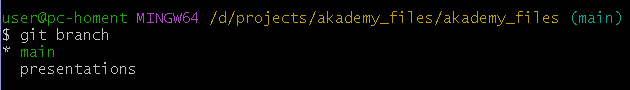 user@pc-homent MINGW64 /d/projects/akademy_files/akademy_files (main)
$ git branch
* main
  presentations